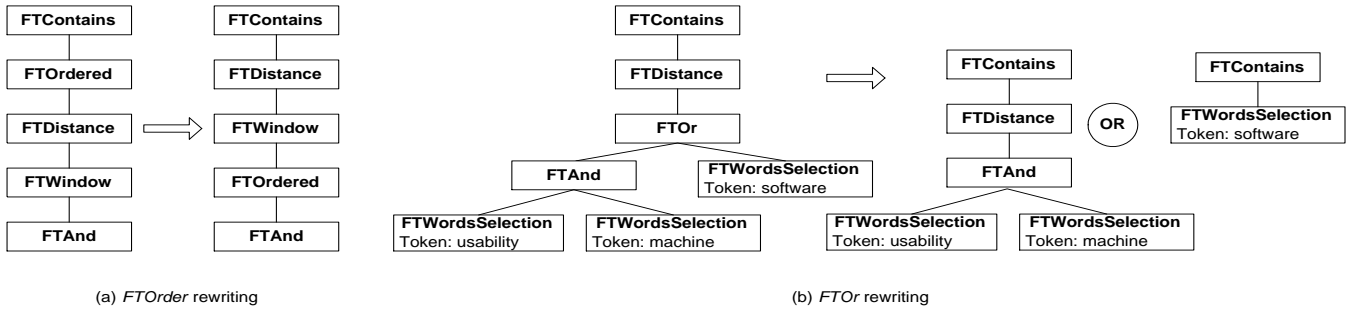 FTContains
FTOrdered
FTDistance
FTWindow
FTAnd
FTContains
FTDistance
FTWindow
FTOrdered
FTAnd
(a) FTOrder rewriting
FTContains
FTDistance
FTOr
FTAnd
FTWordsSelection
Token: software
FTWordsSelection
Token: usability
FTWordsSelection
Token: machine
FTContains
FTDistance
FTAnd
FTWordsSelection
Token: usability
FTWordsSelection
Token: machine
OR
FTContains
FTWordsSelection
Token: software
(b) FTOr rewriting